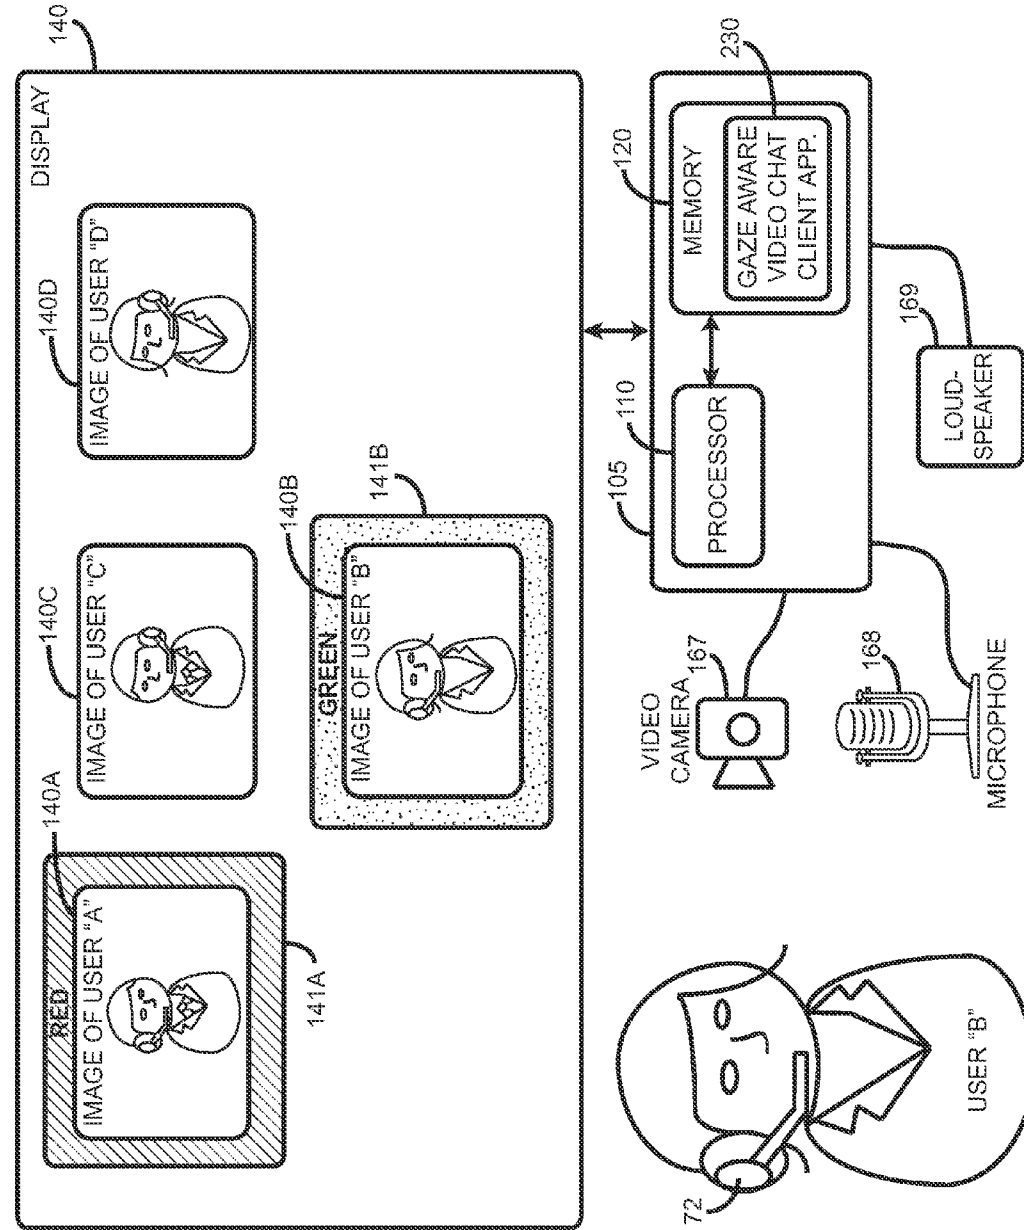 140
DISPLAY
140A
RED
IMAGE OF USER "A"
141A
140C
IMAGE OF USER "C"
140D
IMAGE OF USER "D"
GREEN
140B
IMAGE OF USER "B"
141B
72
USER "B"
VIDEO
CAMERA
167
168
MICROPHONE
105
110
PROCESSOR
120
MEMORY
230
GAZE AWARE
VIDEO CHAT
CLIENT APP.
169
LOUD-
SPEAKER